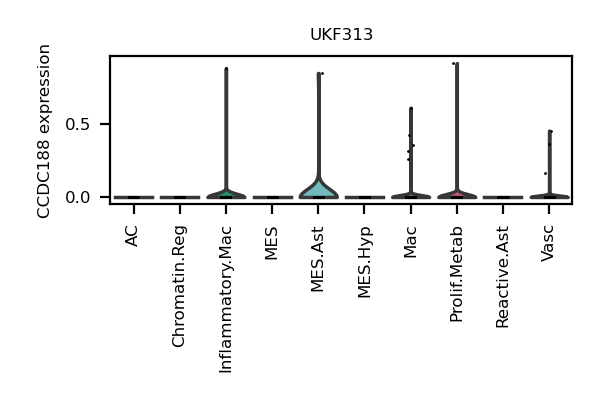 UKF313
CCDC188 expression
0.5
0.0
AC
Chromatin.Reg
Inflammatory.Mac
MES
MES.Ast
MES.Hyp
Mac
Prolif.Metab
Reactive.Ast
Vasc